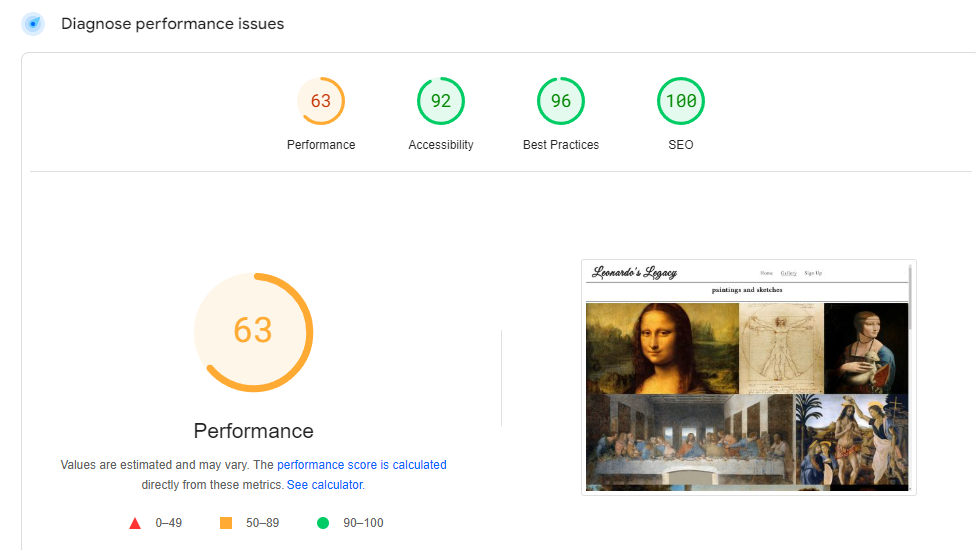 Diagnose performance issues
63 92 96 100
Performance Accessibility Best Practices SEO
63
Performance
Values are estimated and may vary. The performance score is calculated
directly from these metrics. See calculator.
0–49 50–89 90–100
Leonardo's Legacy
Home Gallery Sign Up
paintings and sketches